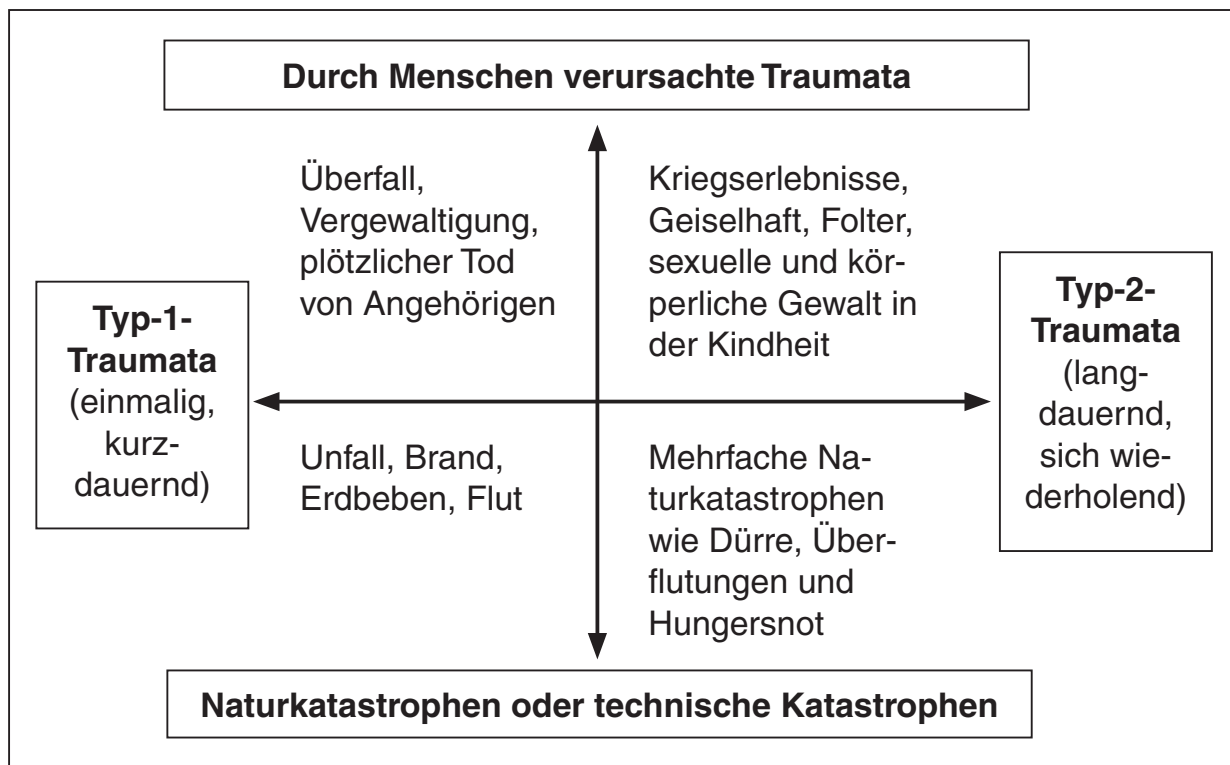 Durch Menschen verursachte Traumata
Überfall,
Vergewaltigung,
plötzlicher Tod
von Angehörigen
Kriegserlebnisse,
Geiselhaft, Folter,
sexuelle und kör-
perliche Gewalt in
der Kindheit
Typ-1-
Traumata
(einmalig,
kurz-
dauernd)
Typ-2-
Traumata
(lang-
dauernd,
sich wie-
derholend)
Unfall, Brand,
Erdbeben, Flut
Mehrfache Na-
turkatastrophen
wie Dürre, Über-
flutungen und
Hungersnot
Naturkatastrophen oder technische Katastrophen